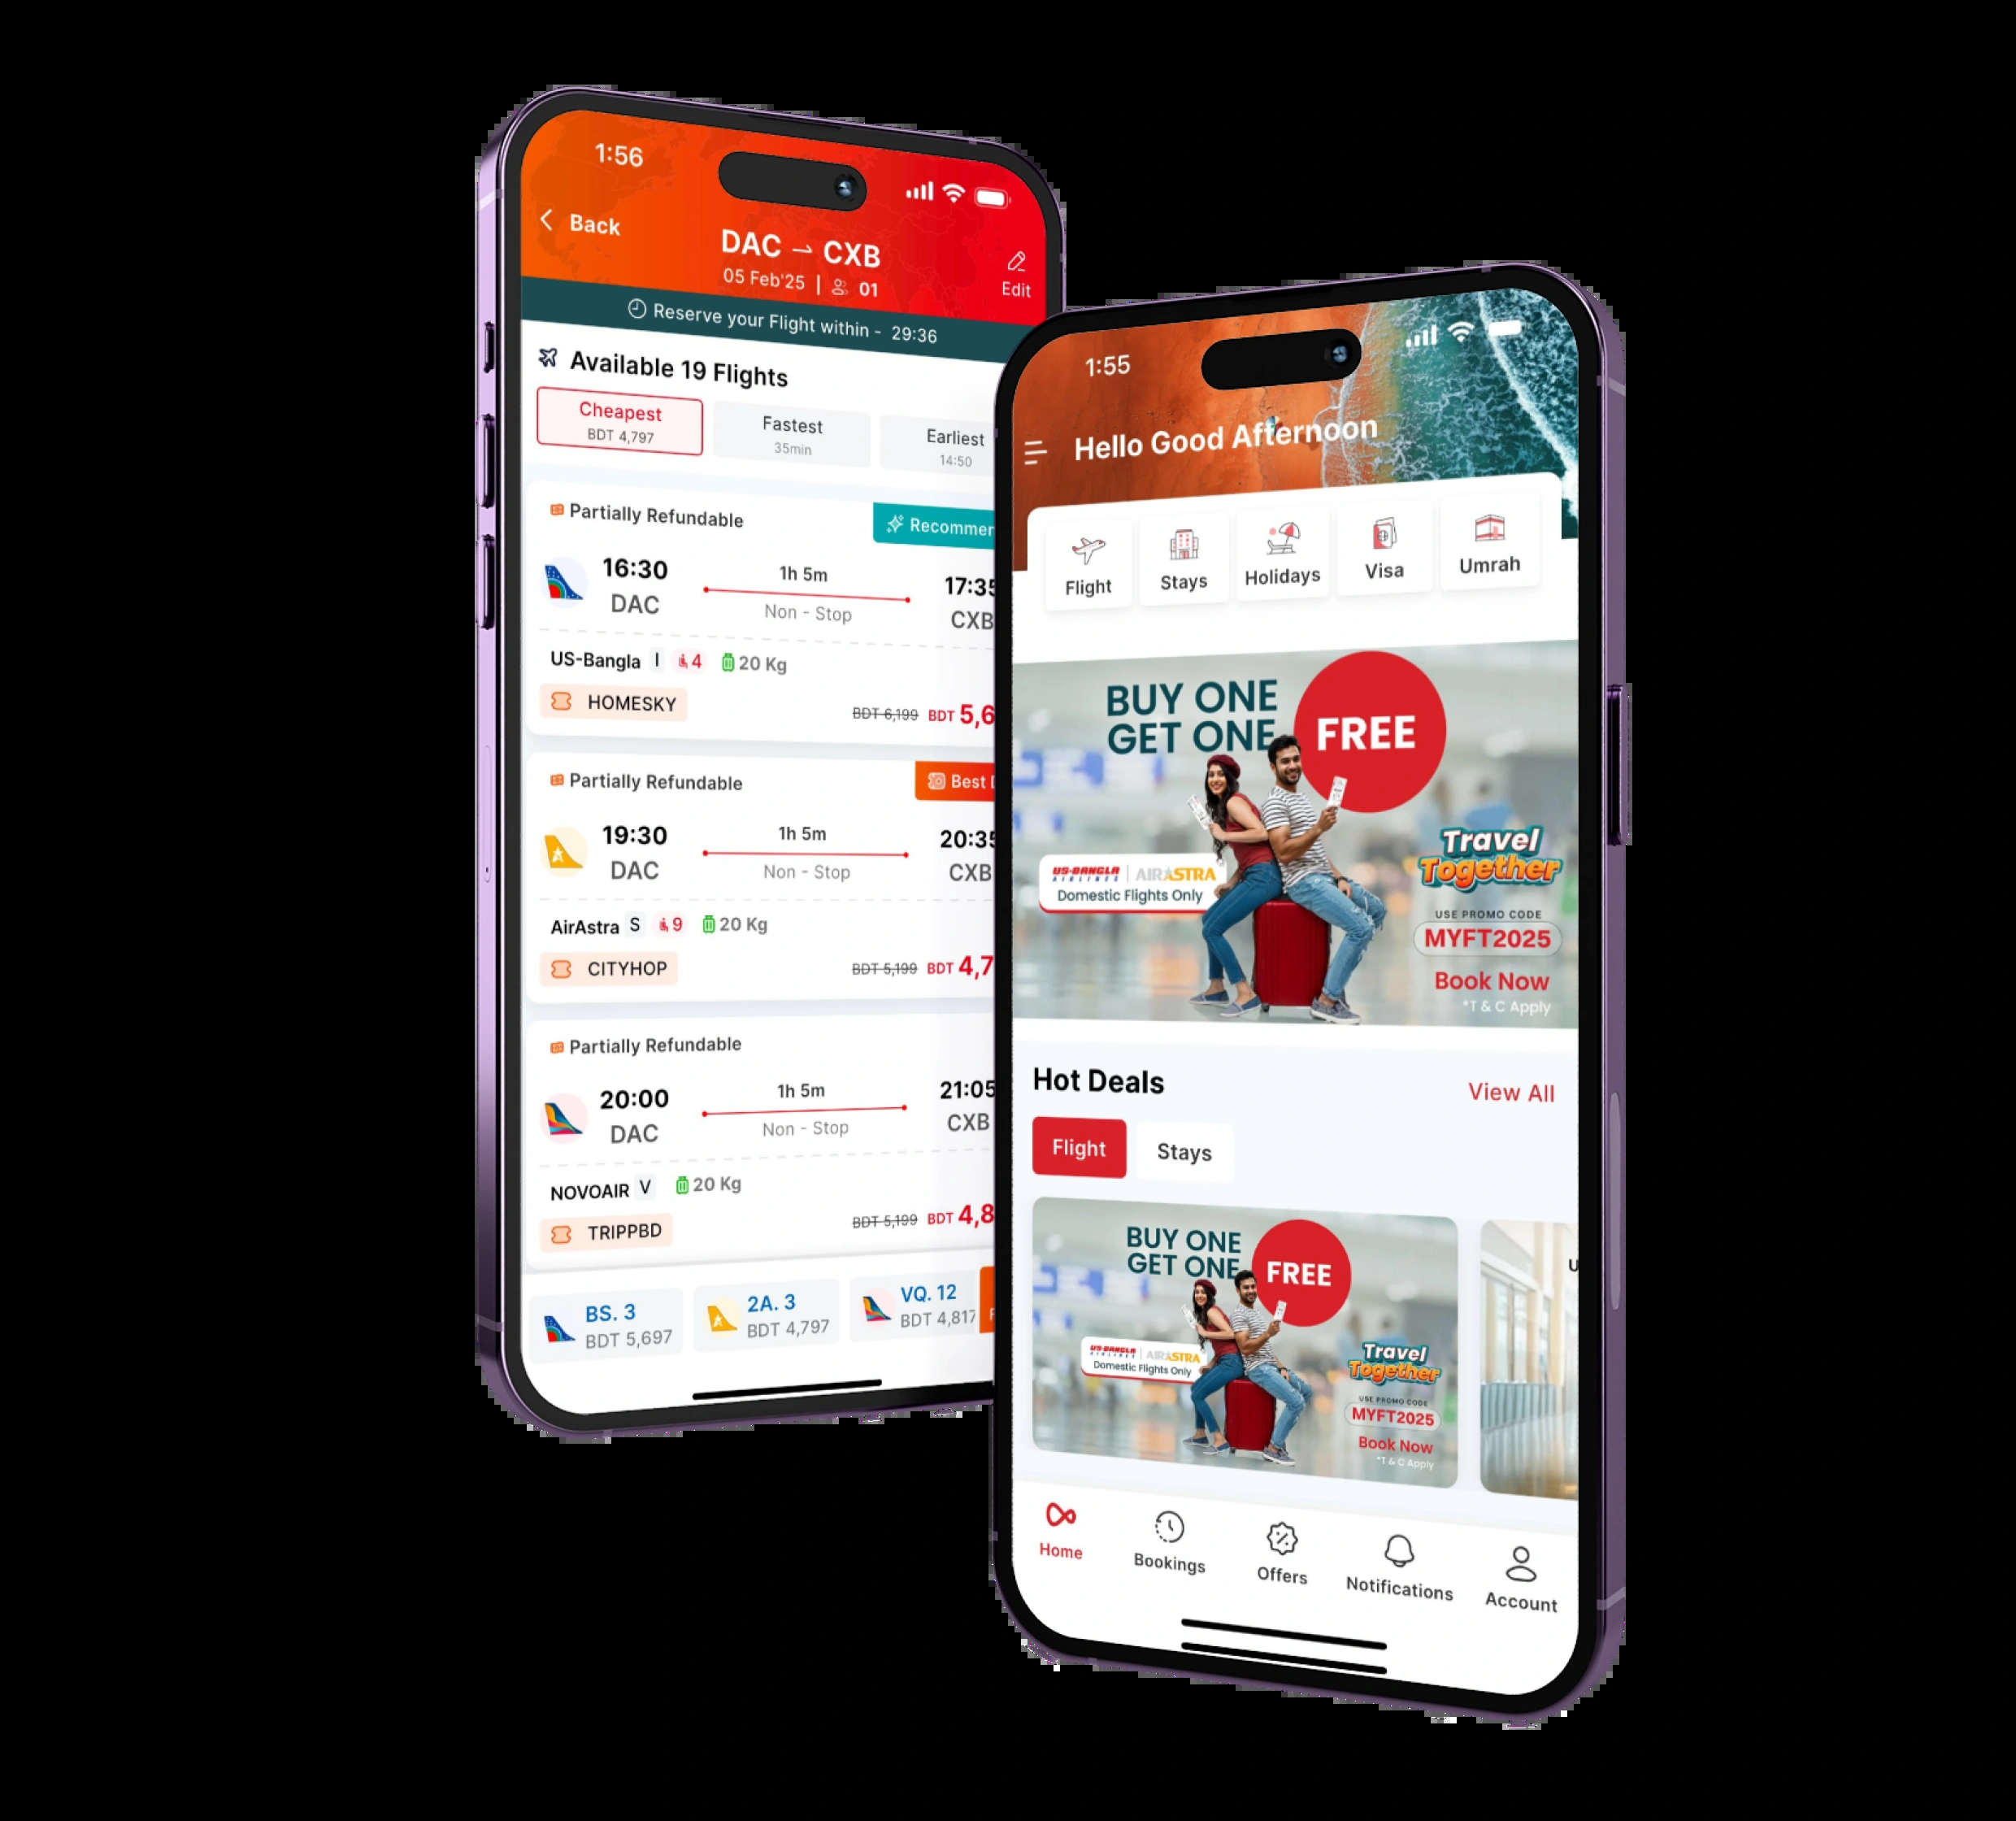 1:56
Back
DAC → CXB
05 Feb'25 | 01
Edit
Reserve your Flight within - 29:36
Available 19 Flights
Cheapest
BDT 4,797
Fastest
35min
Earliest
14:50
Partially Refundable
Recommen
16:30
DAC
1h 5m
Non - Stop
17:35
CXB
US-Bangla I 4 20 Kg
HOMESKY
BDT 6,199 BDT 5,6
Partially Refundable
Best
19:30
DAC
1h 5m
Non - Stop
20:35
CXB
AirAstra S 9 20 Kg
CITYHOP
BDT 5,199 BDT 4,7
Partially Refundable
20:00
DAC
1h 5m
Non - Stop
21:05
CXB
NOVOAIR V 20 Kg
TRIPPBD
BDT 5,199 BDT 4,8
BS. 3
BDT 5,697
2A. 3
BDT 4,797
VQ. 12
BDT 4,817
1:55
Hello Good Afternoon
Flight
Stays
Holidays
Visa
Umrah
BUY ONE
GET ONE
FREE
US-BANGLA
AIRLINES
AIRASTRA
Domestic Flights Only
Travel
Together
USE PROMO CODE
MYFT2025
Book Now
*T & C Apply
Hot Deals
View All
Flight
Stays
BUY ONE
GET ONE
FREE
US-BANGLA
AIRLINES
AIRASTRA
Domestic Flights Only
Travel
Together
USE PROMO CODE
MYFT2025
Book Now
*T & C Apply
U
Home
Bookings
Offers
Notifications
Account